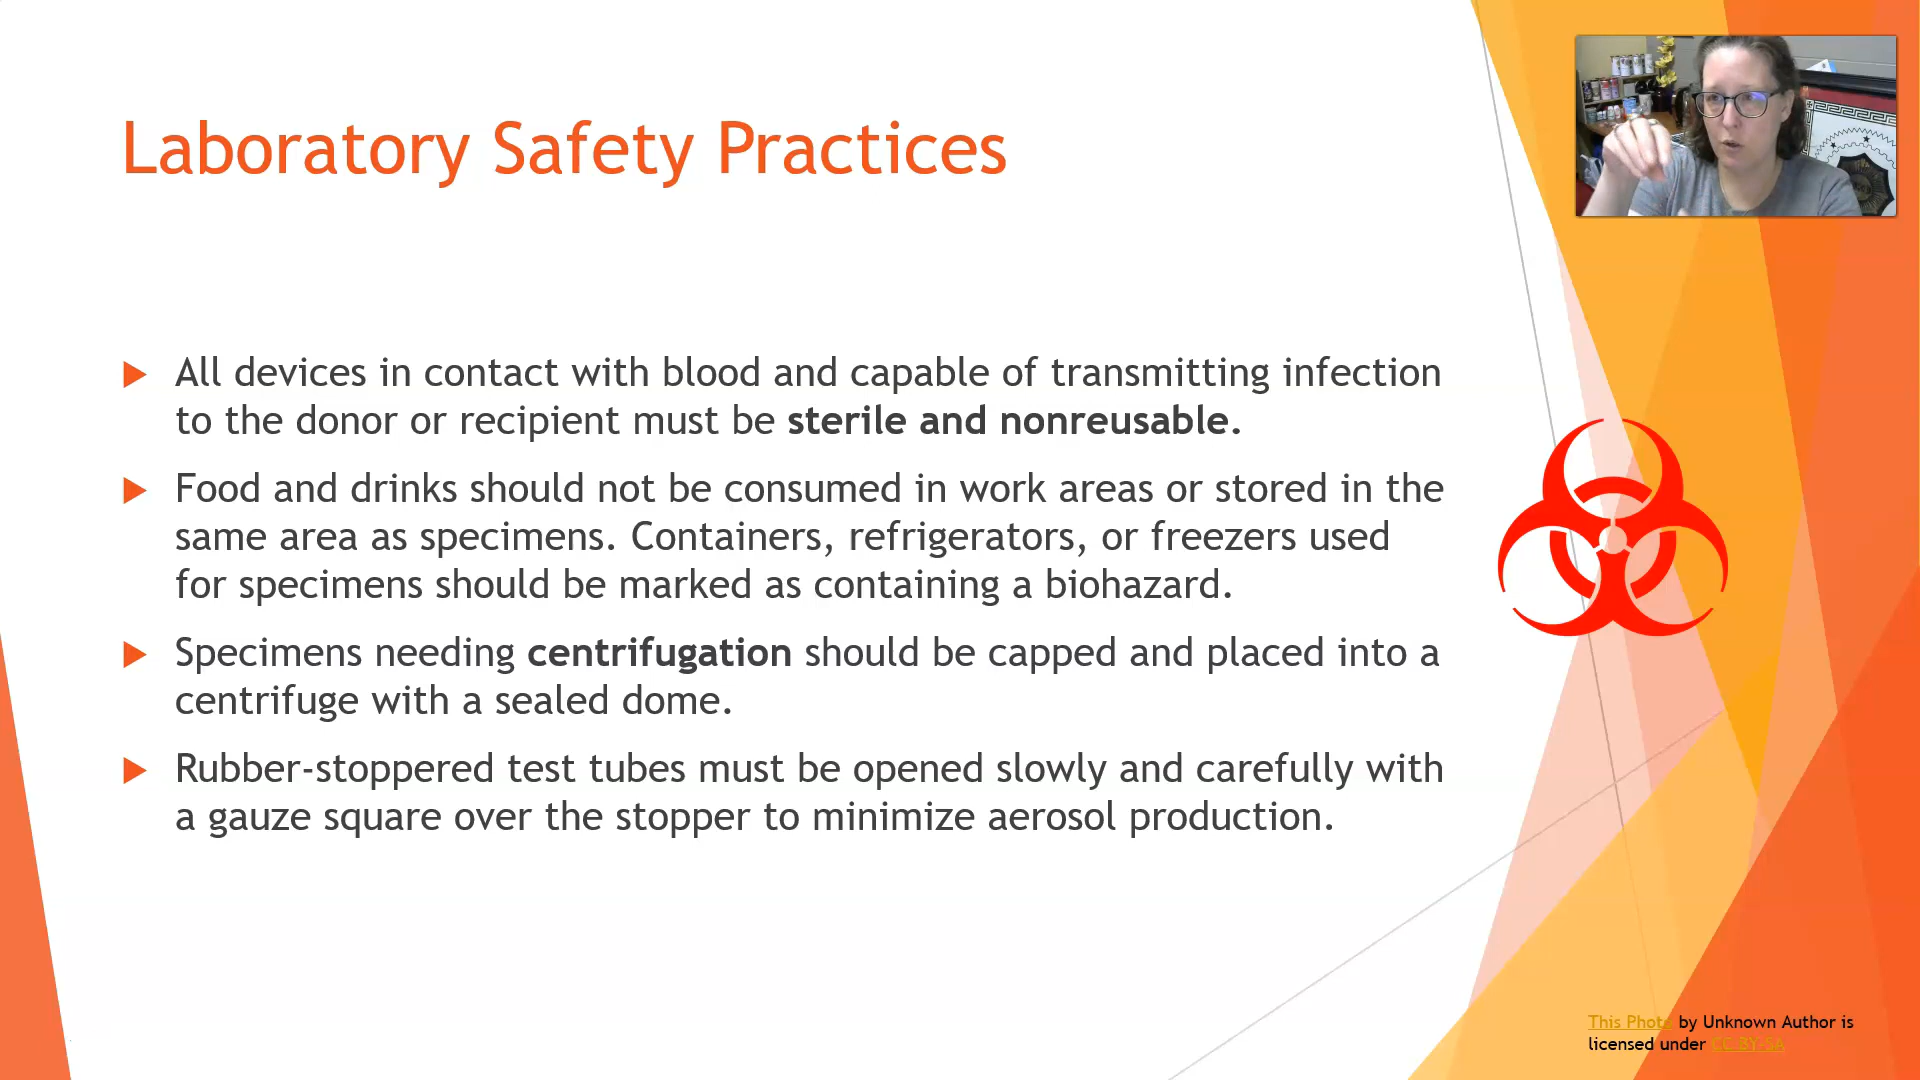 Laboratory Safety Practices
All devices in contact with blood and capable of transmitting infection
to the donor or recipient must be sterile and nonreusable.
Food and drinks should not be consumed in work areas or stored in the
same area as specimens. Containers, refrigerators, or freezers used
for specimens should be marked as containing a biohazard.
Specimens needing centrifugation should be capped and placed into a
centrifuge with a sealed dome.
Rubber-stoppered test tubes must be opened slowly and carefully with
a gauze square over the stopper to minimize aerosol production.
This Photo by Unknown Author is
licensed under CC BY-SA